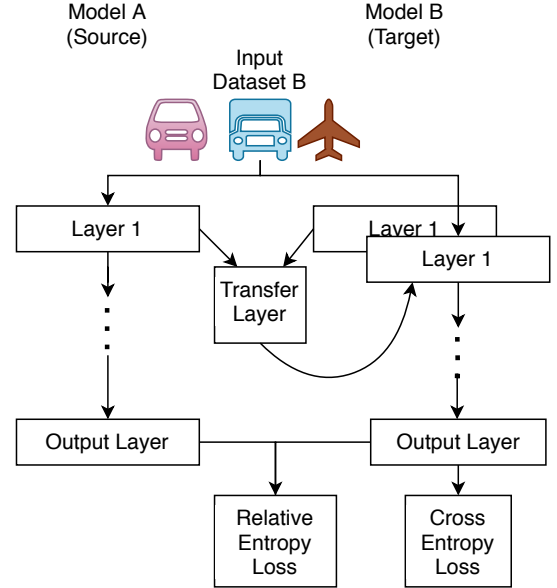 Model A
(Source)
Model B
(Target)
Input
Dataset B
Layer 1
Layer 1
Layer 1
Transfer
Layer
Output Layer
Output Layer
Relative
Entropy
Loss
Cross
Entropy
Loss